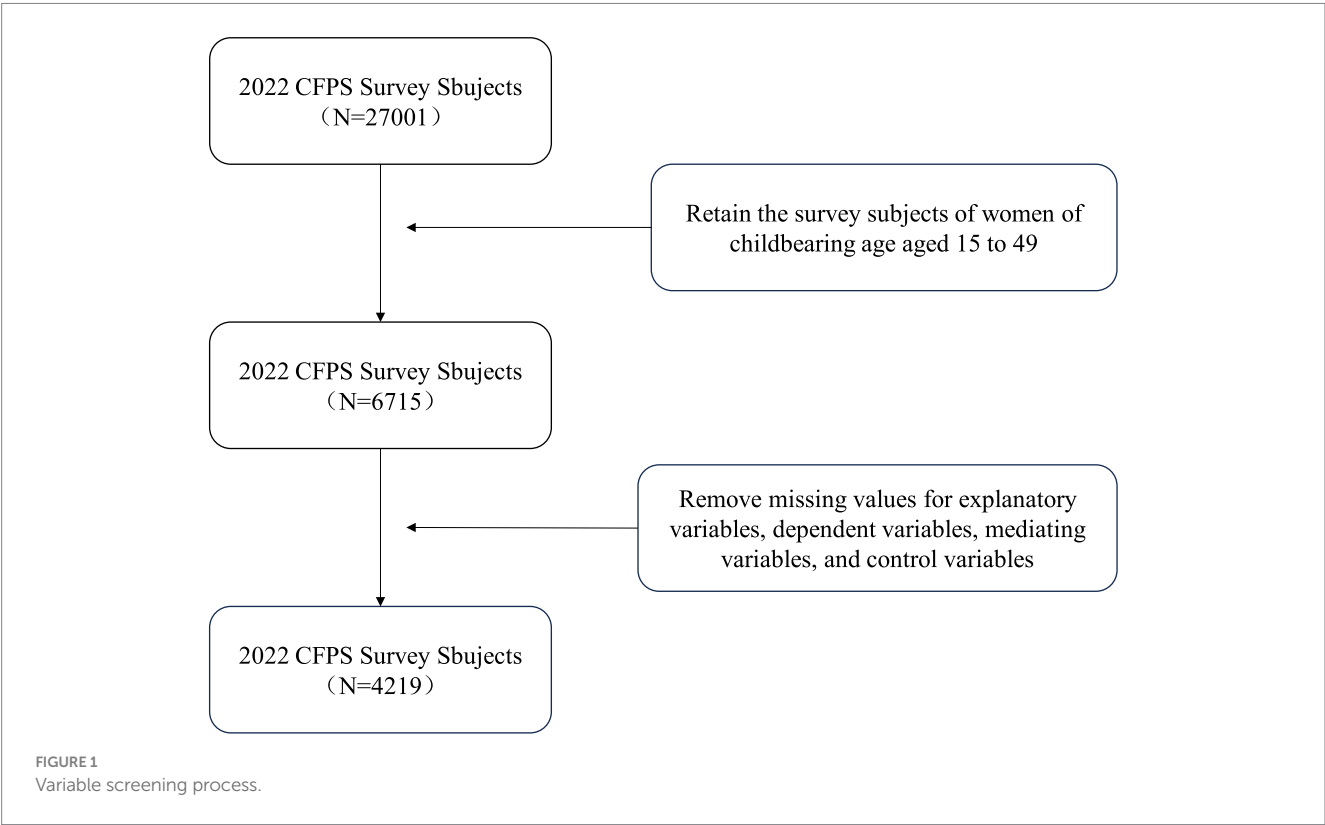 2022 CFPS Survey Sbujects
（N=27001）
Retain the survey subjects of women of
childbearing age aged 15 to 49
2022 CFPS Survey Sbujects
（N=6715）
Remove missing values for explanatory
variables, dependent variables, mediating
variables, and control variables
2022 CFPS Survey Sbujects
（N=4219）
FIGURE 1
Variable screening process.